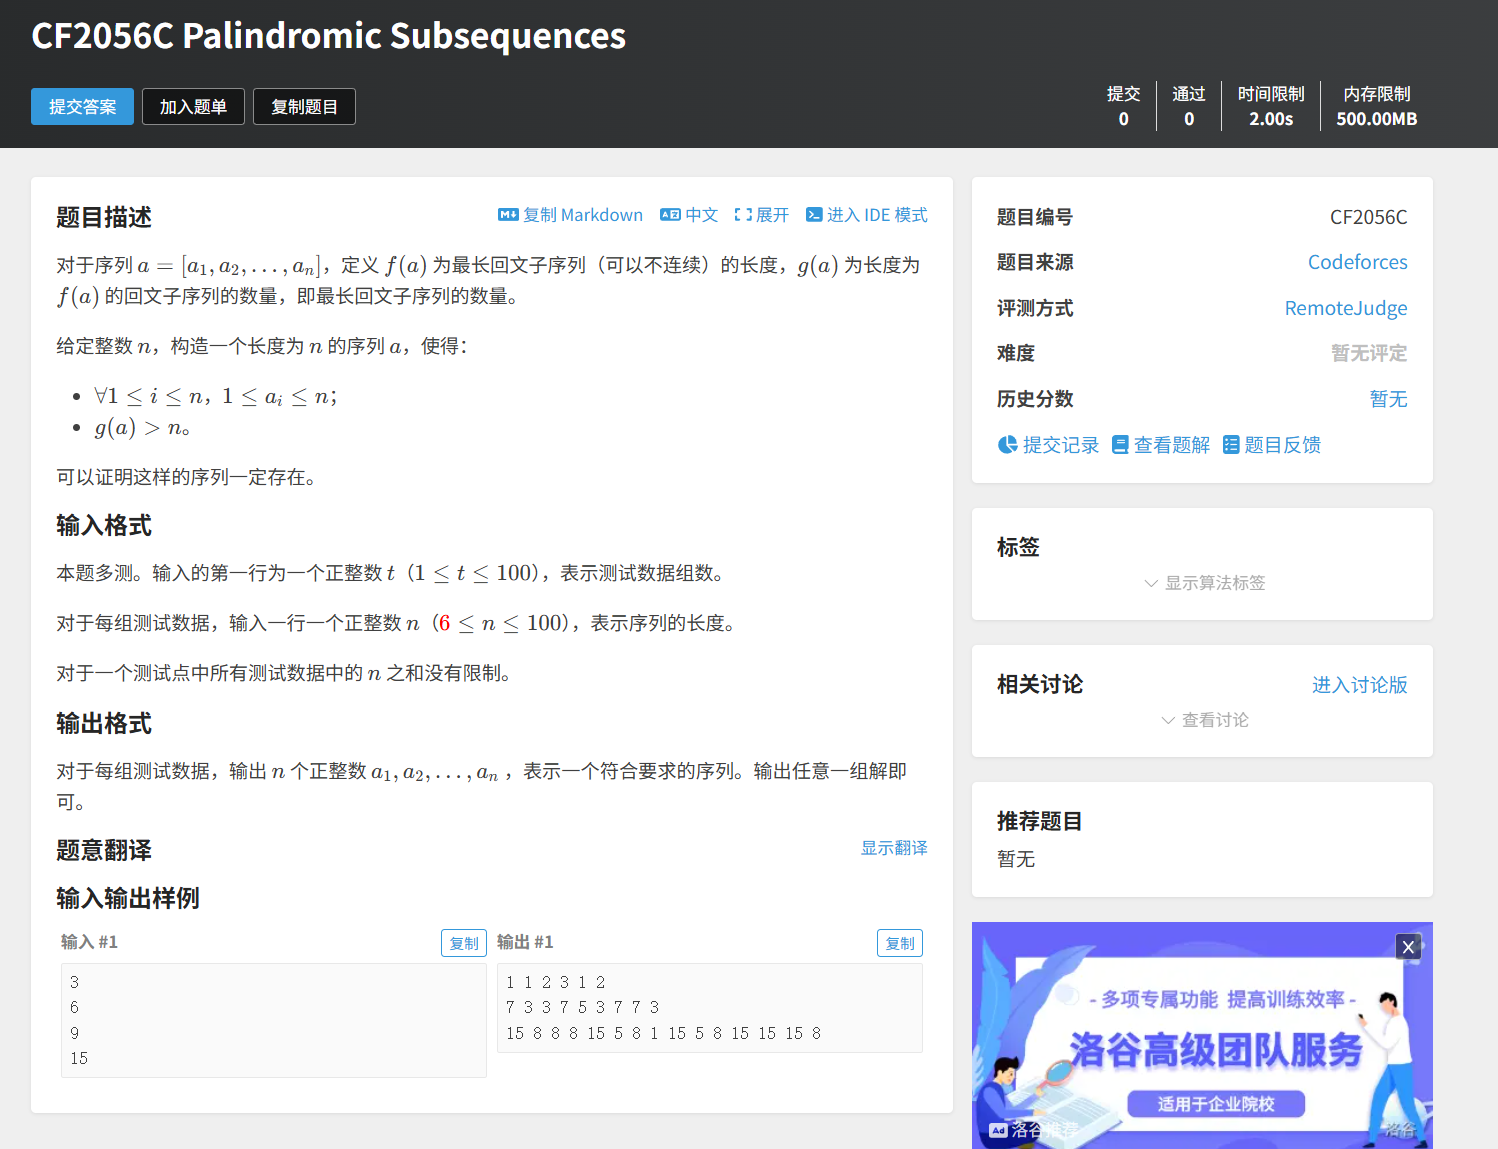 CF2056C Palindromic Subsequences
提交答案 加入题单 复制题目
提交 通过 时间限制 内存限制
0 0 2.00s 500.00MB
题目描述
复制 Markdown 中文 展开 进入 IDE 模式
对于序列 a = [a₁, a₂, . . . , aₙ]，定义 f(a) 为最长回文子序列（可以不连续）的长度，g(a) 为长度为
f(a) 的回文子序列的数量，即最长回文子序列的数量。
给定整数 n，构造一个长度为 n 的序列 a，使得：
• ∀1 ≤ i ≤ n，1 ≤ aᵢ ≤ n；
• g(a) > n。
可以证明这样的序列一定存在。
输入格式
本题多测。输入的第一行为一个正整数 t（1 ≤ t ≤ 100），表示测试数据组数。
对于每组测试数据，输入一行一个正整数 n（6 ≤ n ≤ 100），表示序列的长度。
对于一个测试点中所有测试数据中的 n 之和没有限制。
输出格式
对于每组测试数据，输出 n 个正整数 a₁, a₂, . . . , aₙ ，表示一个符合要求的序列。输出任意一组解即
可。
题意翻译
显示翻译
输入输出样例
输入 #1 复制
3
6
9
15
输出 #1 复制
1 1 2 3 1 2
7 3 3 7 5 3 7 7 3
15 8 8 8 15 5 8 1 15 5 8 15 15 15 8
题目编号 CF2056C
题目来源 Codeforces
评测方式 RemoteJudge
难度 暂无评定
历史分数 暂无
提交记录 查看题解 题目反馈
标签
显示算法标签
相关讨论 进入讨论版
查看讨论
推荐题目
暂无
X
- 多项专属功能 提高训练效率 -
洛谷高级团队服务
适用于企业院校
Ad 洛谷推荐
洛谷